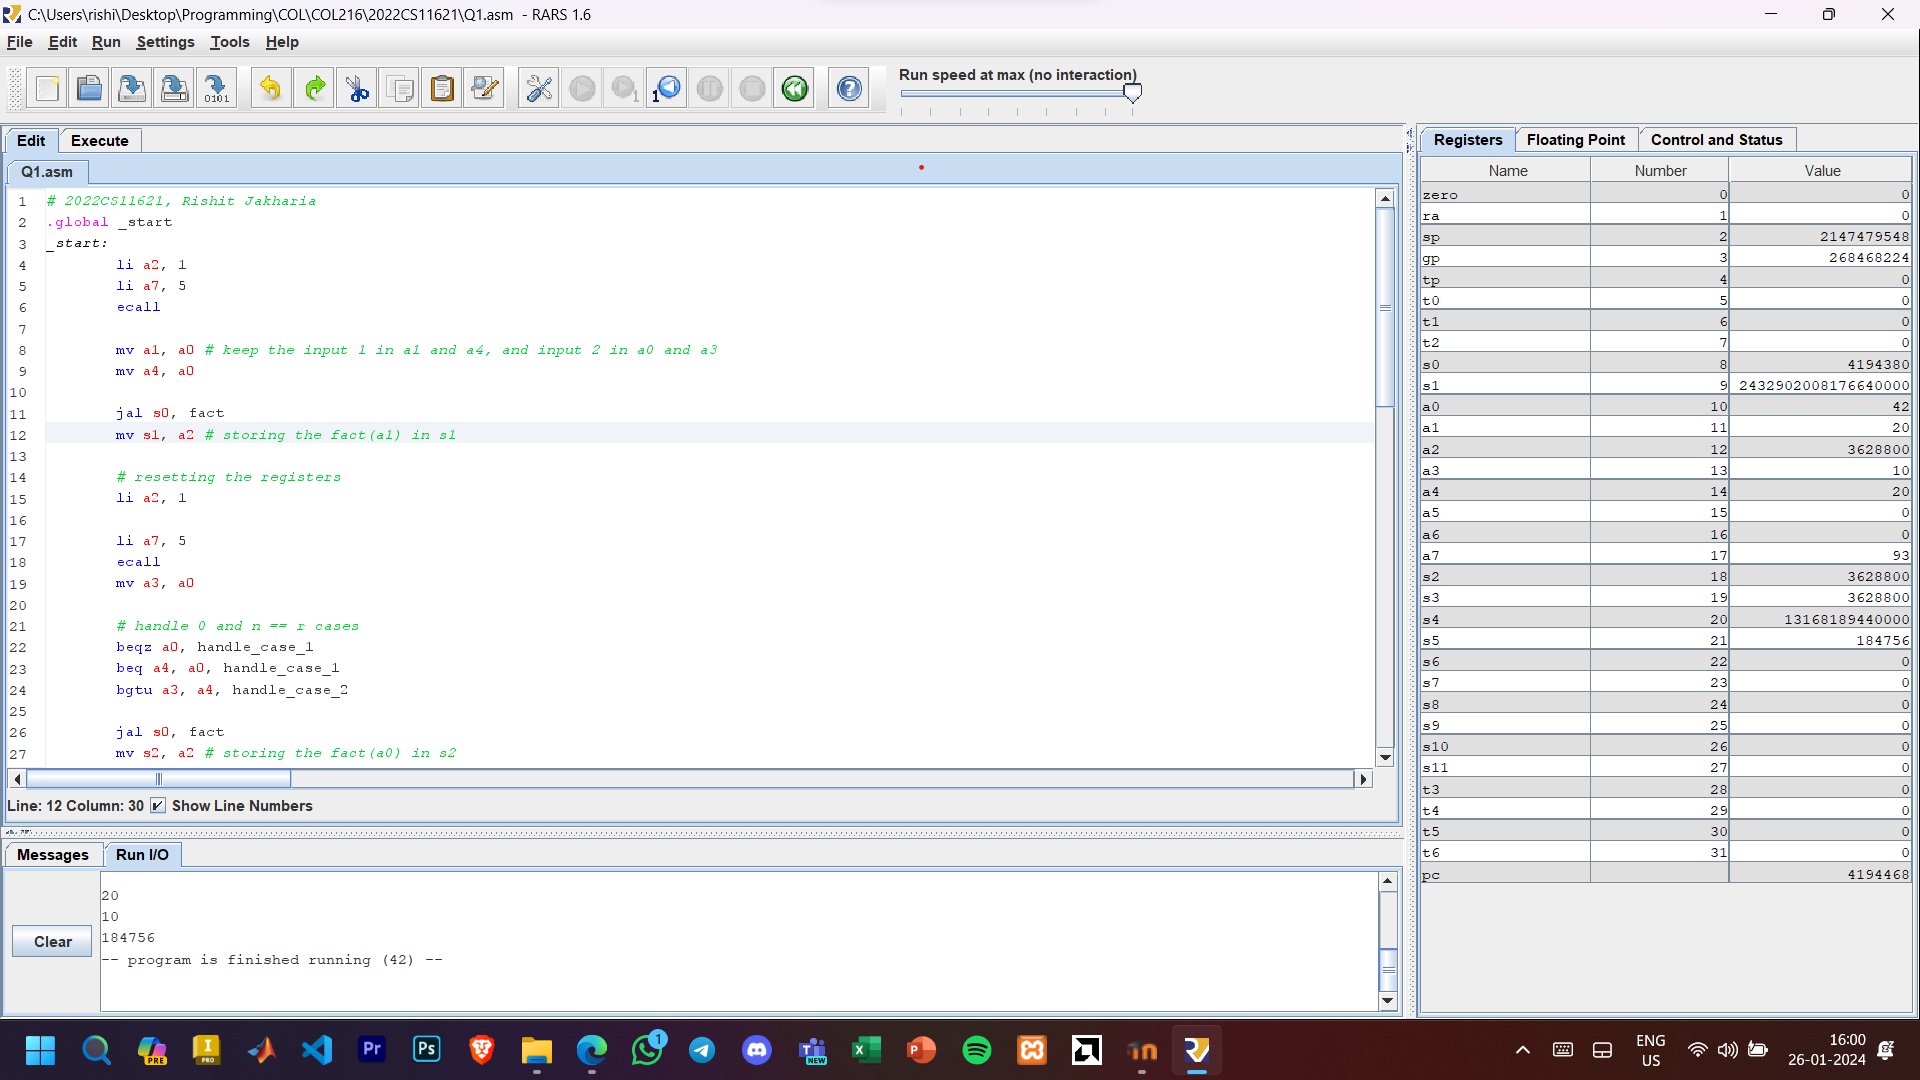 C:\Users\rishi\Desktop\Programming\COL\COL216\2022CS11621\Q1.asm - RARS 1.6
File Edit Run Settings Tools Help
Run speed at max (no interaction)
Edit Execute
Q1.asm
1 # 2022CS11621, Rishit Jakharia
2 .global _start
3 _start:
4 li a2, 1
5 li a7, 5
6 ecall
7
8 mv a1, a0 # keep the input 1 in a1 and a4, and input 2 in a0 and a3
9 mv a4, a0
10
11 jal s0, fact
12 mv s1, a2 # storing the fact(a1) in s1
13
14 # resetting the registers
15 li a2, 1
16
17 li a7, 5
18 ecall
19 mv a3, a0
20
21 # handle 0 and n == r cases
22 beqz a0, handle_case_1
23 beq a4, a0, handle_case_1
24 bgtu a3, a4, handle_case_2
25
26 jal s0, fact
27 mv s2, a2 # storing the fact(a0) in s2
Line: 12 Column: 30 Show Line Numbers
Messages Run I/O
Clear
20
10
184756
-- program is finished running (42) --
Registers Floating Point Control and Status
Name Number Value
zero 0 0
ra 1 0
sp 2 2147479548
gp 3 268468224
tp 4 0
t0 5 0
t1 6 0
t2 7 0
s0 8 4194380
s1 9 2432902008176640000
a0 10 42
a1 11 20
a2 12 3628800
a3 13 10
a4 14 20
a5 15 0
a6 16 0
a7 17 93
s2 18 3628800
s3 19 3628800
s4 20 13168189440000
s5 21 184756
s6 22 0
s7 23 0
s8 24 0
s9 25 0
s10 26 0
s11 27 0
t3 28 0
t4 29 0
t5 30 0
t6 31 0
pc 4194468
ENG
US
16:00
26-01-2024